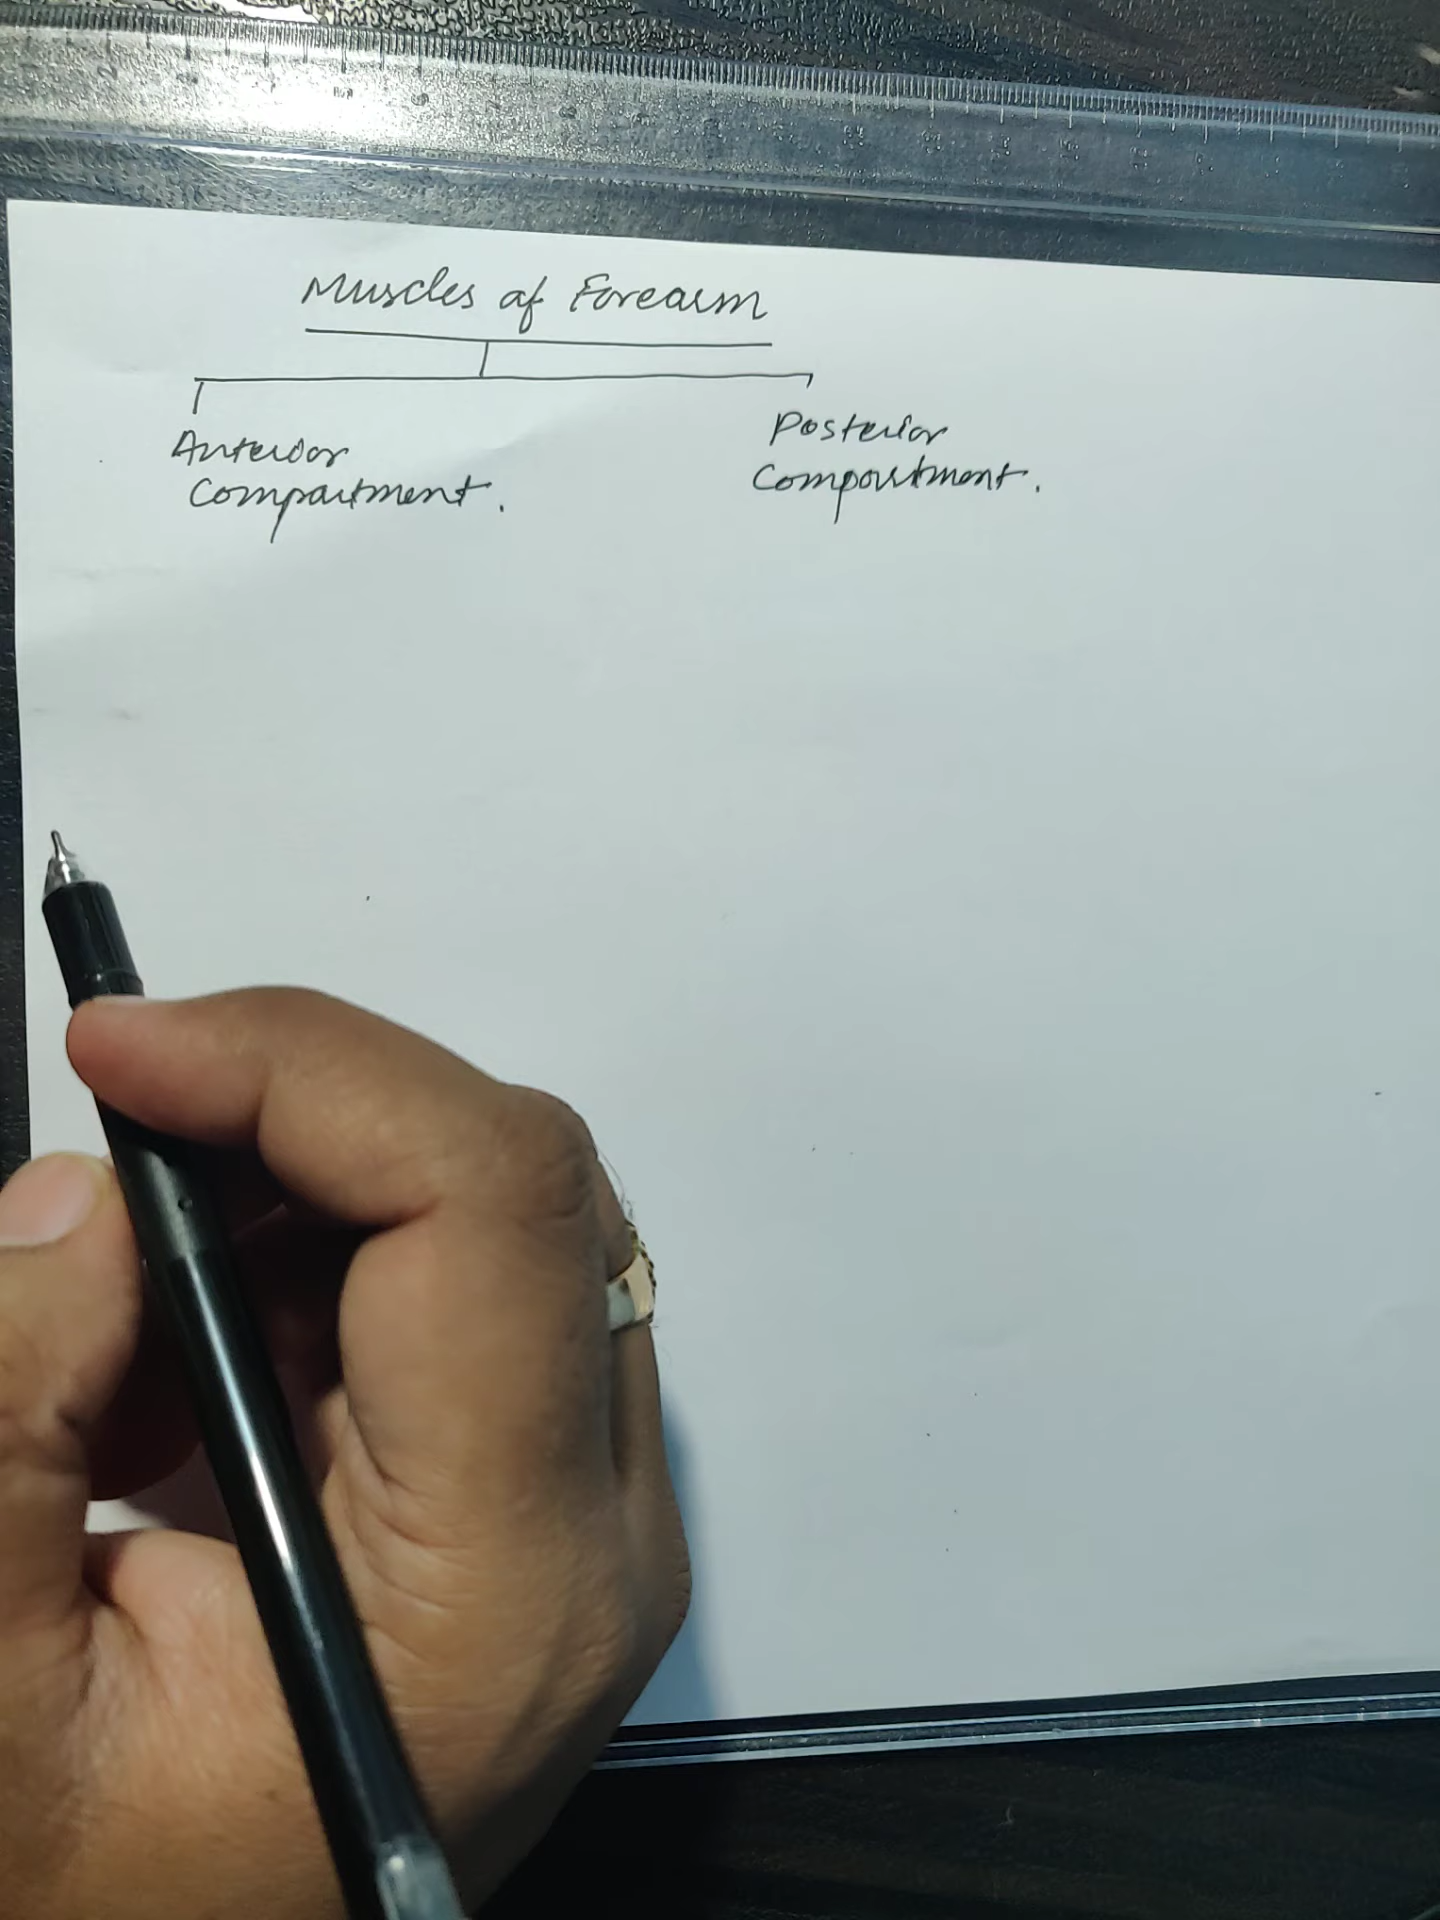 Muscles of Forearm
Anterior
Compartment.
Posterior
Compartment.